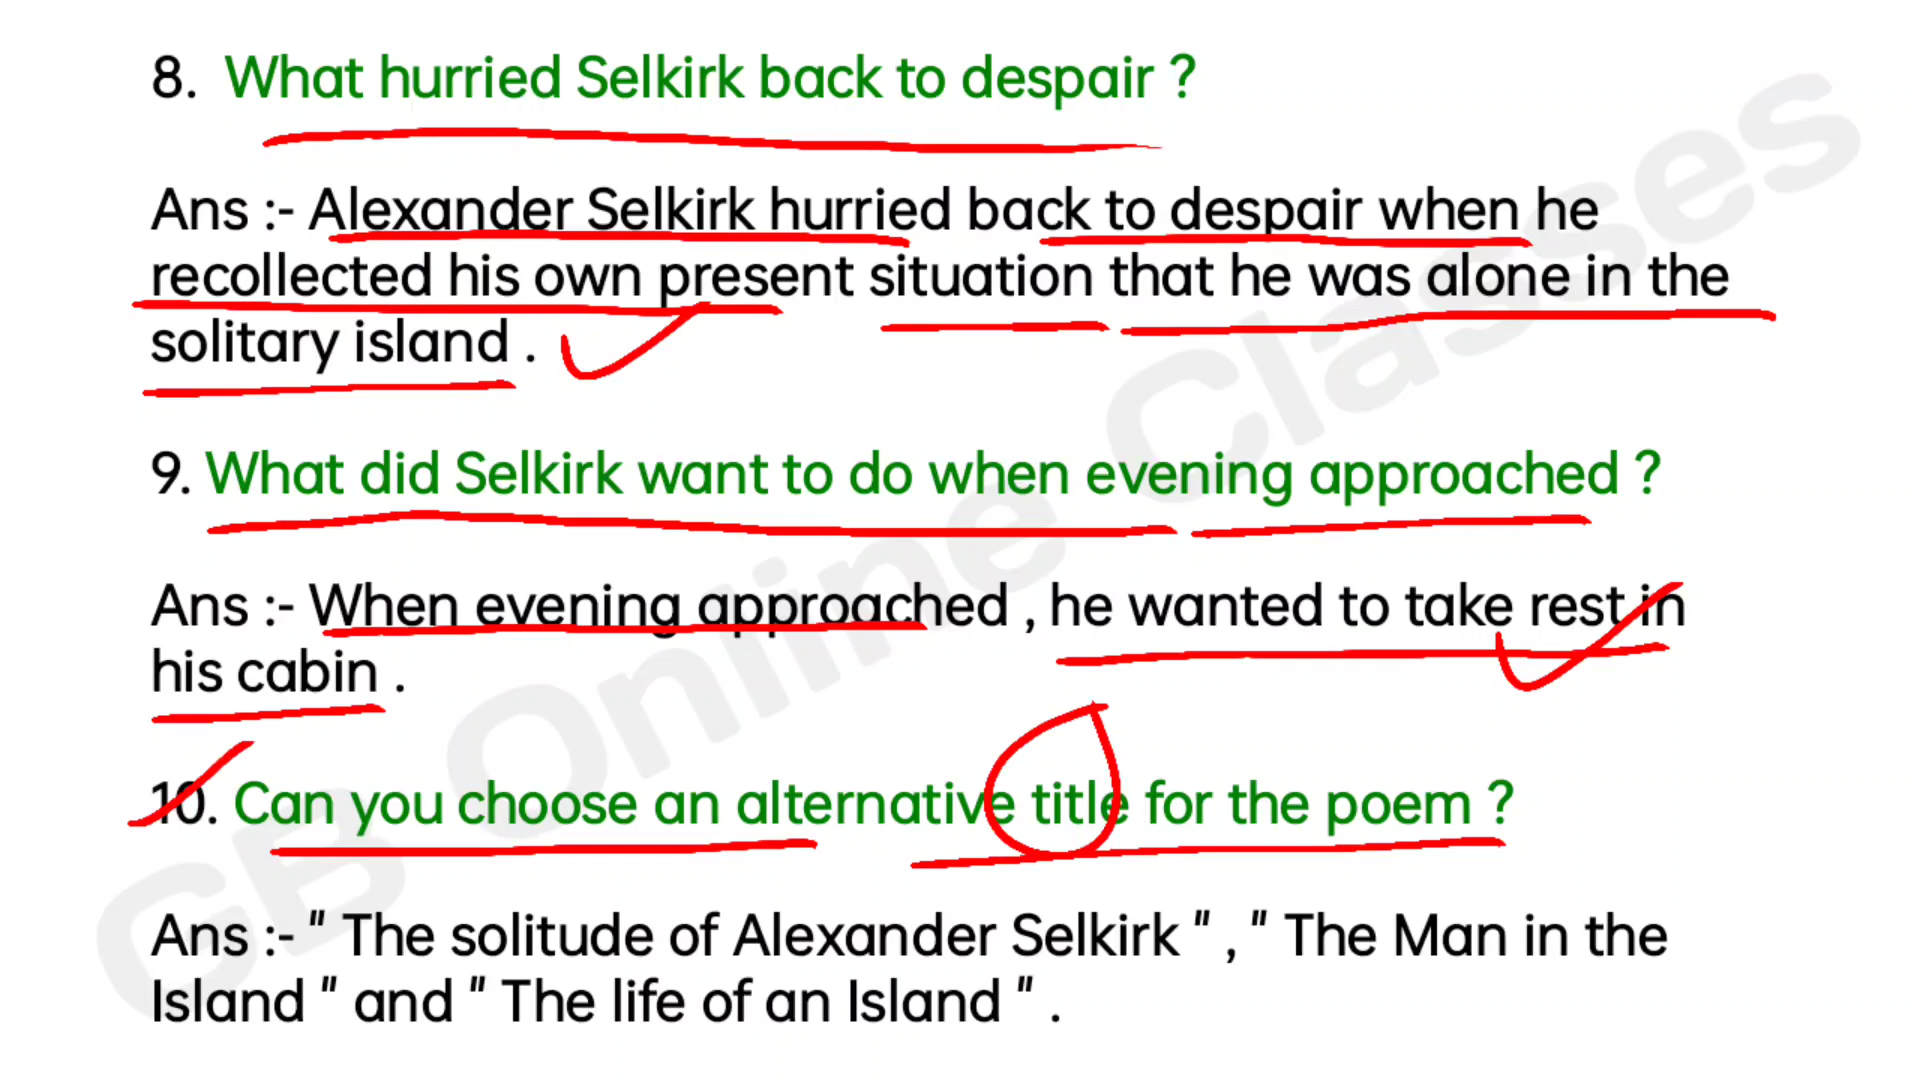 8. What hurried Selkirk back to despair ?
Ans :- Alexander Selkirk hurried back to despair when he
recollected his own present situation that he was alone in the
solitary island .
9. What did Selkirk want to do when evening approached ?
Ans :- When evening approached , he wanted to take rest in
his cabin .
10. Can you choose an alternative title for the poem ?
Ans :- " The solitude of Alexander Selkirk " , " The Man in the
Island " and " The life of an Island " .
GB Online Classes